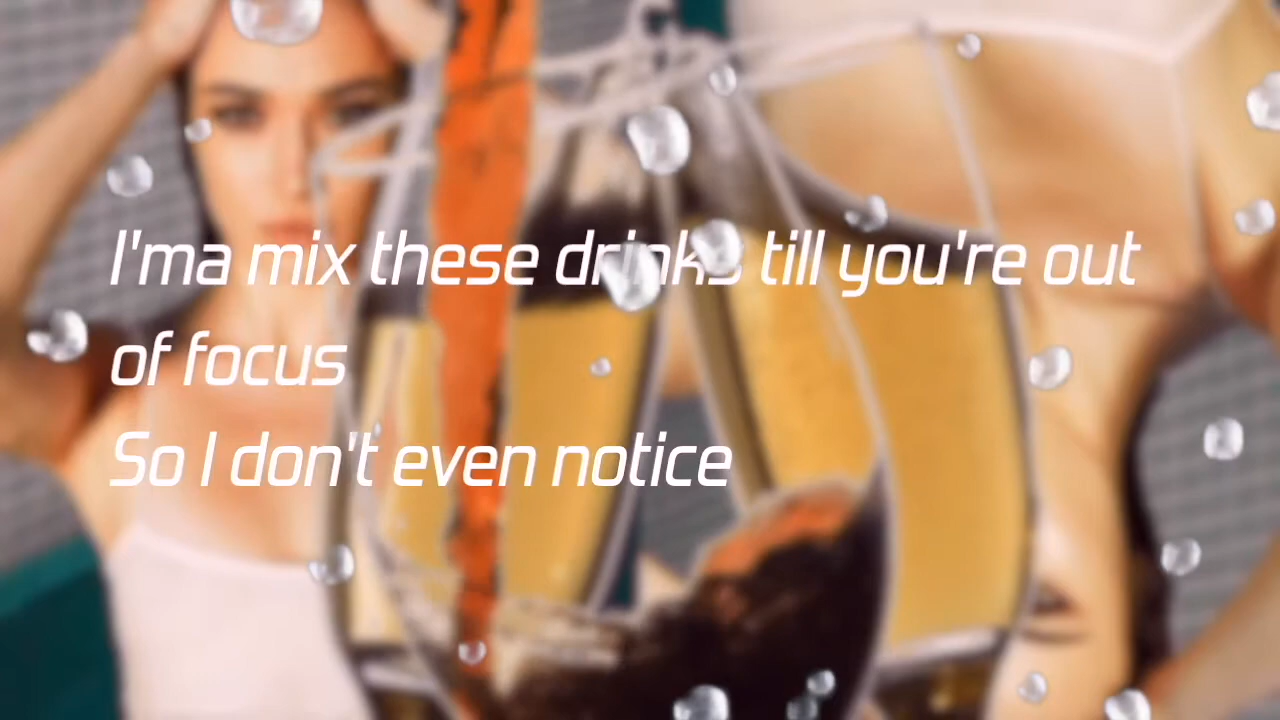 I'ma mix these drinks till you're out
of focus
So I don't even notice